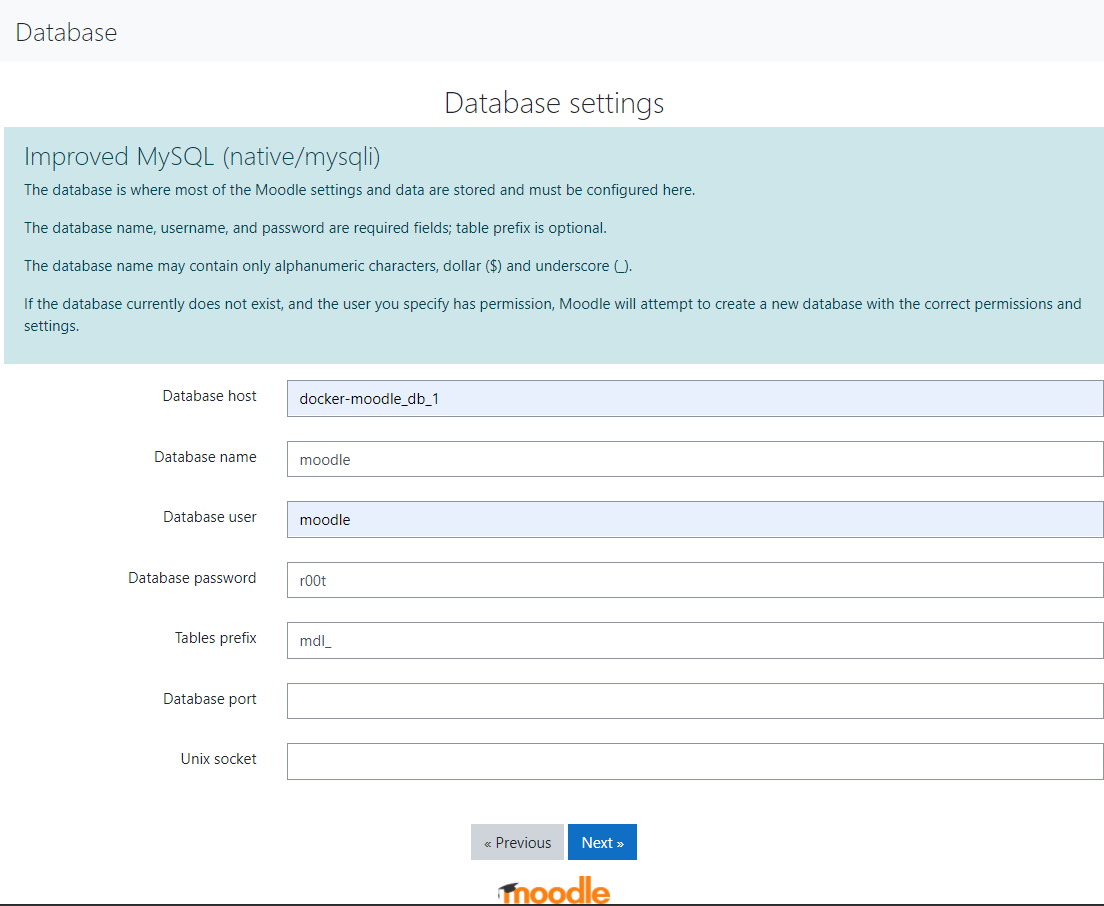 Database
Database settings
Improved MySQL (native/mysqli)
The database is where most of the Moodle settings and data are stored and must be configured here.
The database name, username, and password are required fields; table prefix is optional.
The database name may contain only alphanumeric characters, dollar ($) and underscore (_).
If the database currently does not exist, and the user you specify has permission, Moodle will attempt to create a new database with the correct permissions and
settings.
Database host docker-moodle_db_1
Database name moodle
Database user moodle
Database password r00t
Tables prefix mdl_
Database port
Unix socket
« Previous Next »
moodle